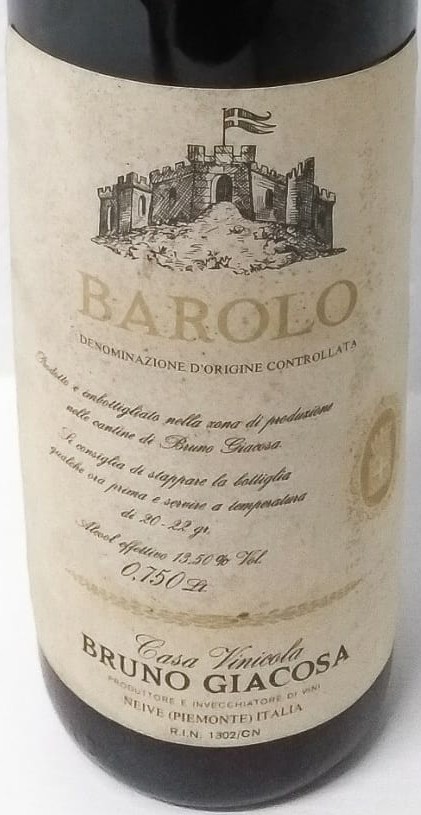 BAROLO
DENOMINAZIONE D'ORIGINE CONTROLLATA
Prodotto e imbottigliato nella zona di produzione
nelle cantine di Bruno Giacosa
Si consiglia di stappare la bottiglia
qualche ora prima e servire a temperatura
di 20-22 gr.
Alcool effettivo 13,50% Vol.
0,750 Lt.
Casa Vinicola
BRUNO GIACOSA
PRODUTTORE E INVECCHIATORE DI VINI
NEIVE (PIEMONTE) ITALIA
R.I.N. 1302/CN